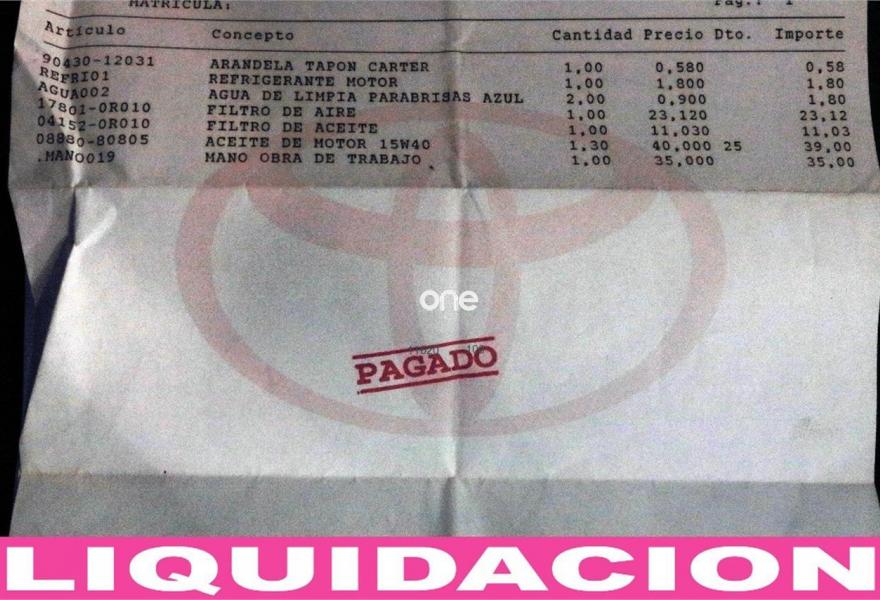 MATRICULA: Pag.: 1
Artículo Concepto Cantidad Precio Dto. Importe
90430-12031 ARANDELA TAPON CARTER 1,00 0,580 0,58
REFRI01 REFRIGERANTE MOTOR 1,00 1,800 1,80
AGUA002 AGUA DE LIMPIA PARABRISAS AZUL 2,00 0,900 1,80
17801-0R010 FILTRO DE AIRE 1,00 23,120 23,12
04152-0R010 FILTRO DE ACEITE 1,00 11,030 11,03
08880-80805 ACEITE DE MOTOR 15W40 1,30 40,000 25 39,00
.MANO019 MANO OBRA DE TRABAJO 1,00 35,000 35,00
one
PAGADO
LIQUIDACION